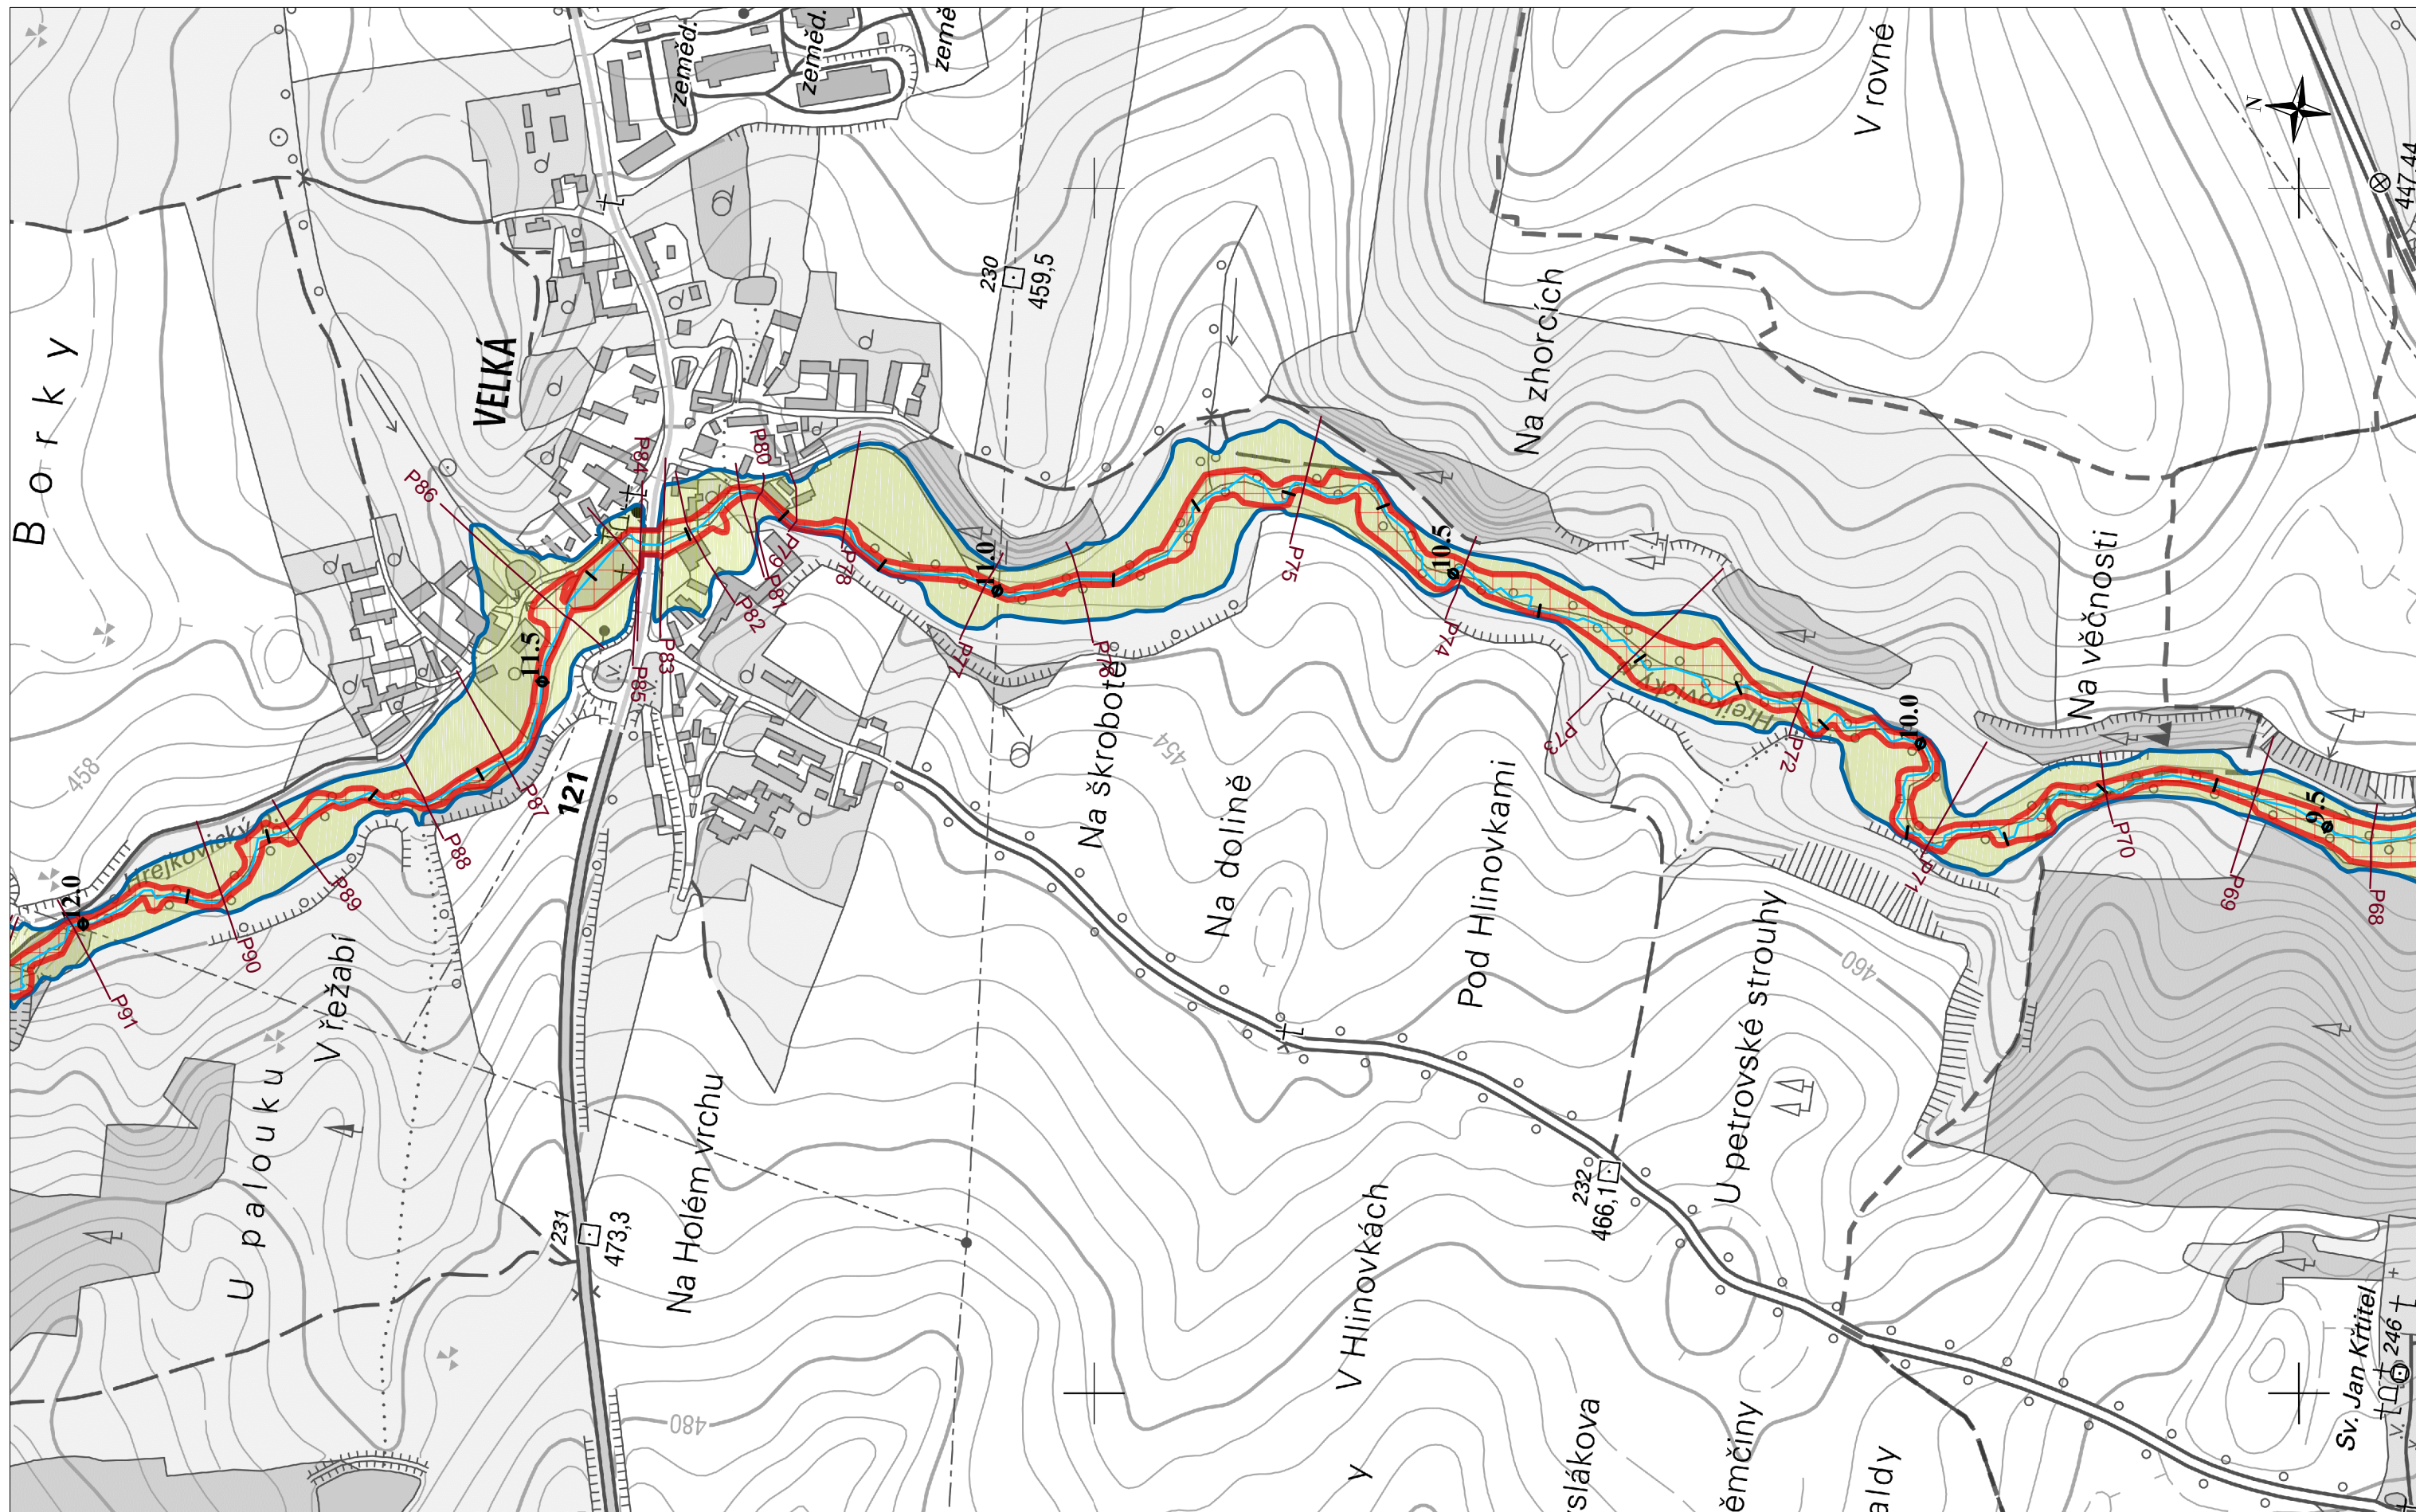 zeměd.
zeměd.
země
V rovné
N
447,44
B o r k y
VELKÁ
230
459,5
Na zhorcích
Na věčnosti
P86
P84
P80
P79
P81
P82
P78
P83
P85
P77
P76
P75
P74
P73
P72
P71
P70
P69
P68
P87
P88
P89
P90
P91
12.0
11.5
11.0
10.5
10.0
9.5
Hrejkovický
Hrejkovický
458
121
454
460
480
Na škrobotě
Na dolině
Pod Hlinovkami
U petrovské strouhy
V řežabí
U palouku
Na Holém vrchu
231
473,3
232
466,1
V Hlinovkách
y
slákova
ěmčiny
aldy
Sv. Jan Křtitel
246